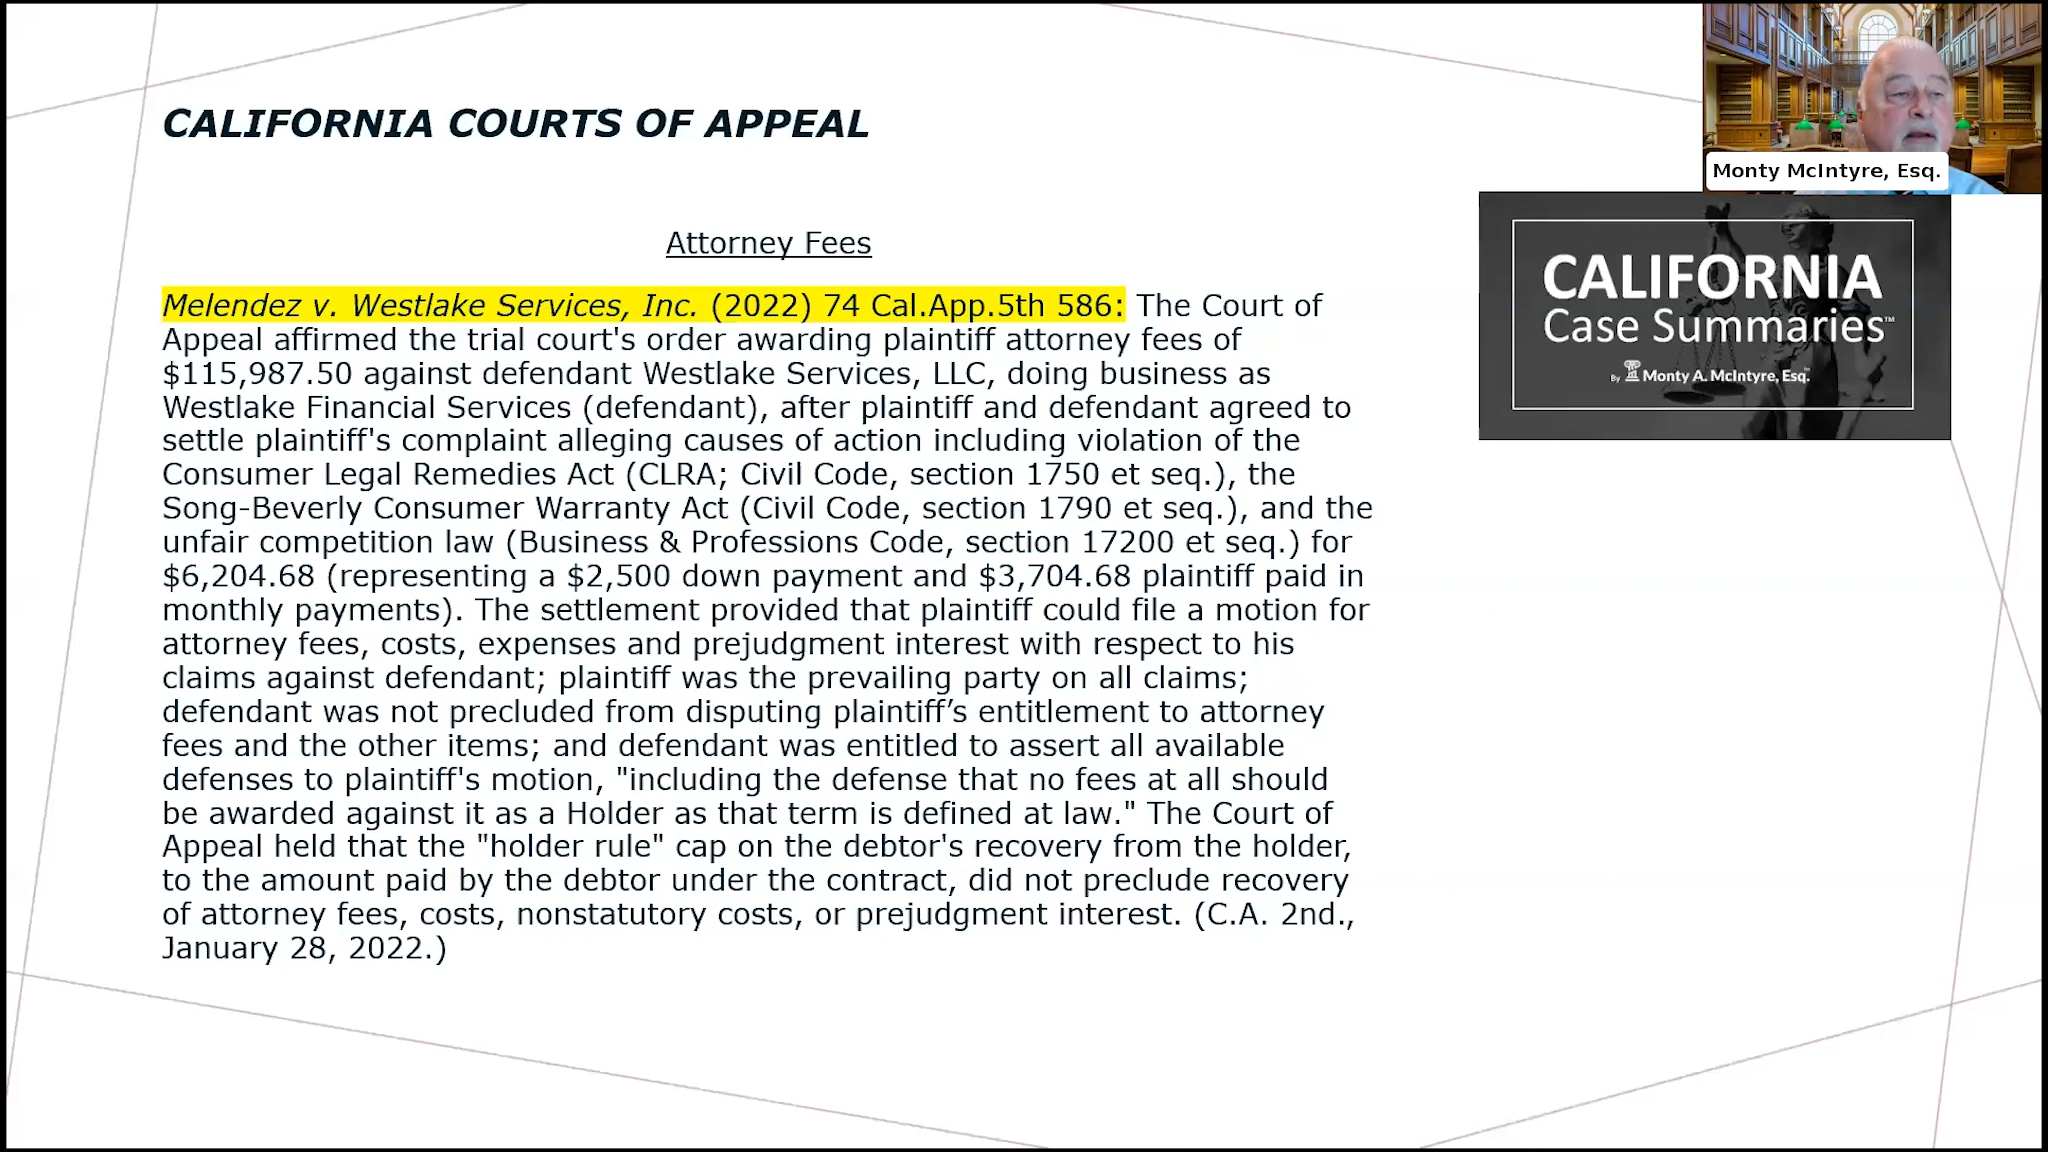 CALIFORNIA COURTS OF APPEAL
Monty McIntyre, Esq.
CALIFORNIA
Case Summaries™
By Monty A. McIntyre, Esq.
Attorney Fees
Melendez v. Westlake Services, Inc. (2022) 74 Cal.App.5th 586: The Court of
Appeal affirmed the trial court's order awarding plaintiff attorney fees of
$115,987.50 against defendant Westlake Services, LLC, doing business as
Westlake Financial Services (defendant), after plaintiff and defendant agreed to
settle plaintiff's complaint alleging causes of action including violation of the
Consumer Legal Remedies Act (CLRA; Civil Code, section 1750 et seq.), the
Song-Beverly Consumer Warranty Act (Civil Code, section 1790 et seq.), and the
unfair competition law (Business & Professions Code, section 17200 et seq.) for
$6,204.68 (representing a $2,500 down payment and $3,704.68 plaintiff paid in
monthly payments). The settlement provided that plaintiff could file a motion for
attorney fees, costs, expenses and prejudgment interest with respect to his
claims against defendant; plaintiff was the prevailing party on all claims;
defendant was not precluded from disputing plaintiff’s entitlement to attorney
fees and the other items; and defendant was entitled to assert all available
defenses to plaintiff's motion, "including the defense that no fees at all should
be awarded against it as a Holder as that term is defined at law." The Court of
Appeal held that the "holder rule" cap on the debtor's recovery from the holder,
to the amount paid by the debtor under the contract, did not preclude recovery
of attorney fees, costs, nonstatutory costs, or prejudgment interest. (C.A. 2nd.,
January 28, 2022.)